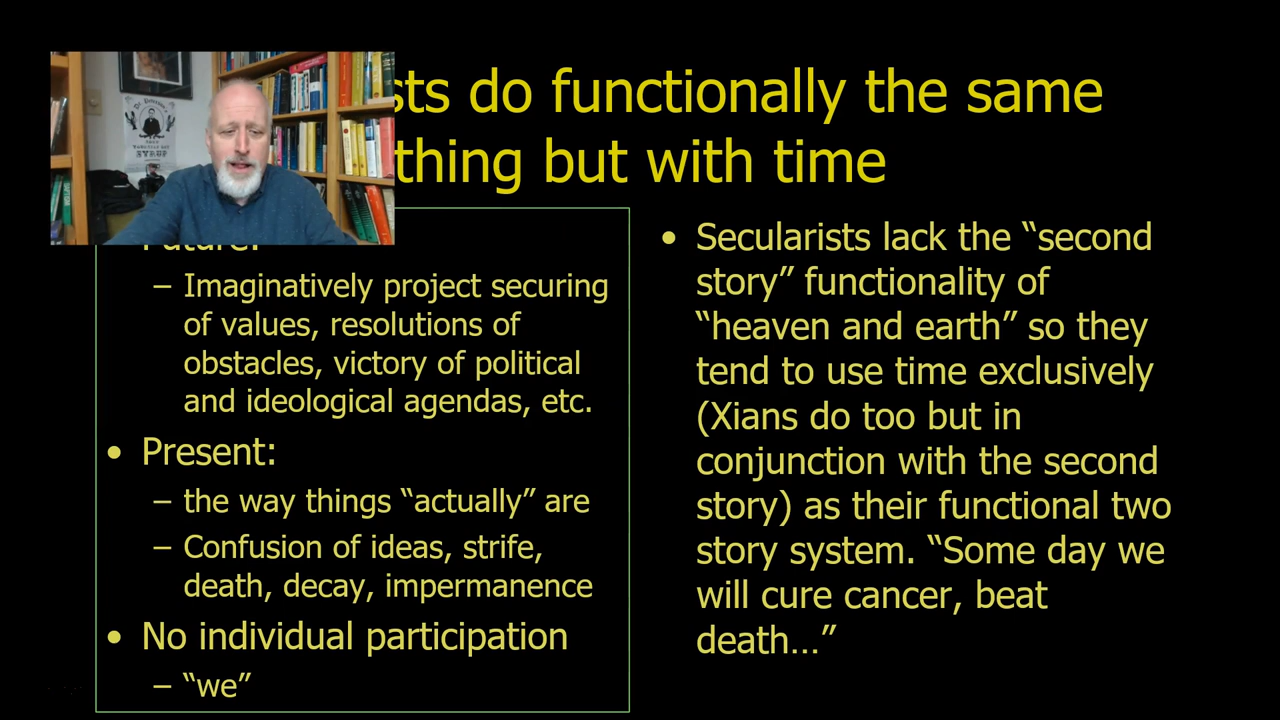 sts do functionally the same
thing but with time
Future:
– Imaginatively project securing
of values, resolutions of
obstacles, victory of political
and ideological agendas, etc.
• Present:
– the way things “actually” are
– Confusion of ideas, strife,
death, decay, impermanence
• No individual participation
– “we”
• Secularists lack the “second
story” functionality of
“heaven and earth” so they
tend to use time exclusively
(Xians do too but in
conjunction with the second
story) as their functional two
story system. “Some day we
will cure cancer, beat
death…”